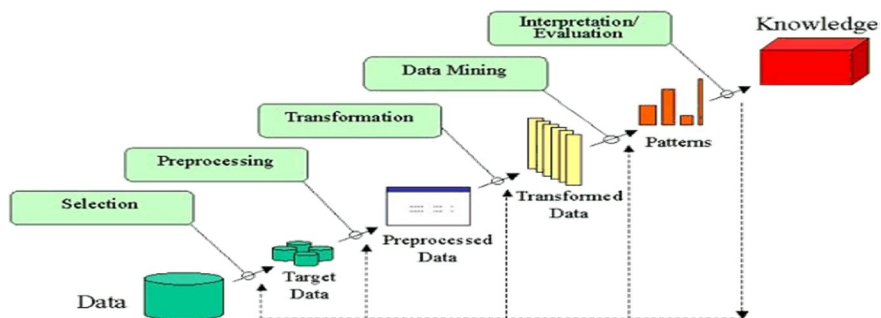 Interpretation/
Evaluation
Knowledge
Data Mining
Transformation
Patterns
Preprocessing
Transformed
Data
Selection
Preprocessed
Data
Target
Data
Data